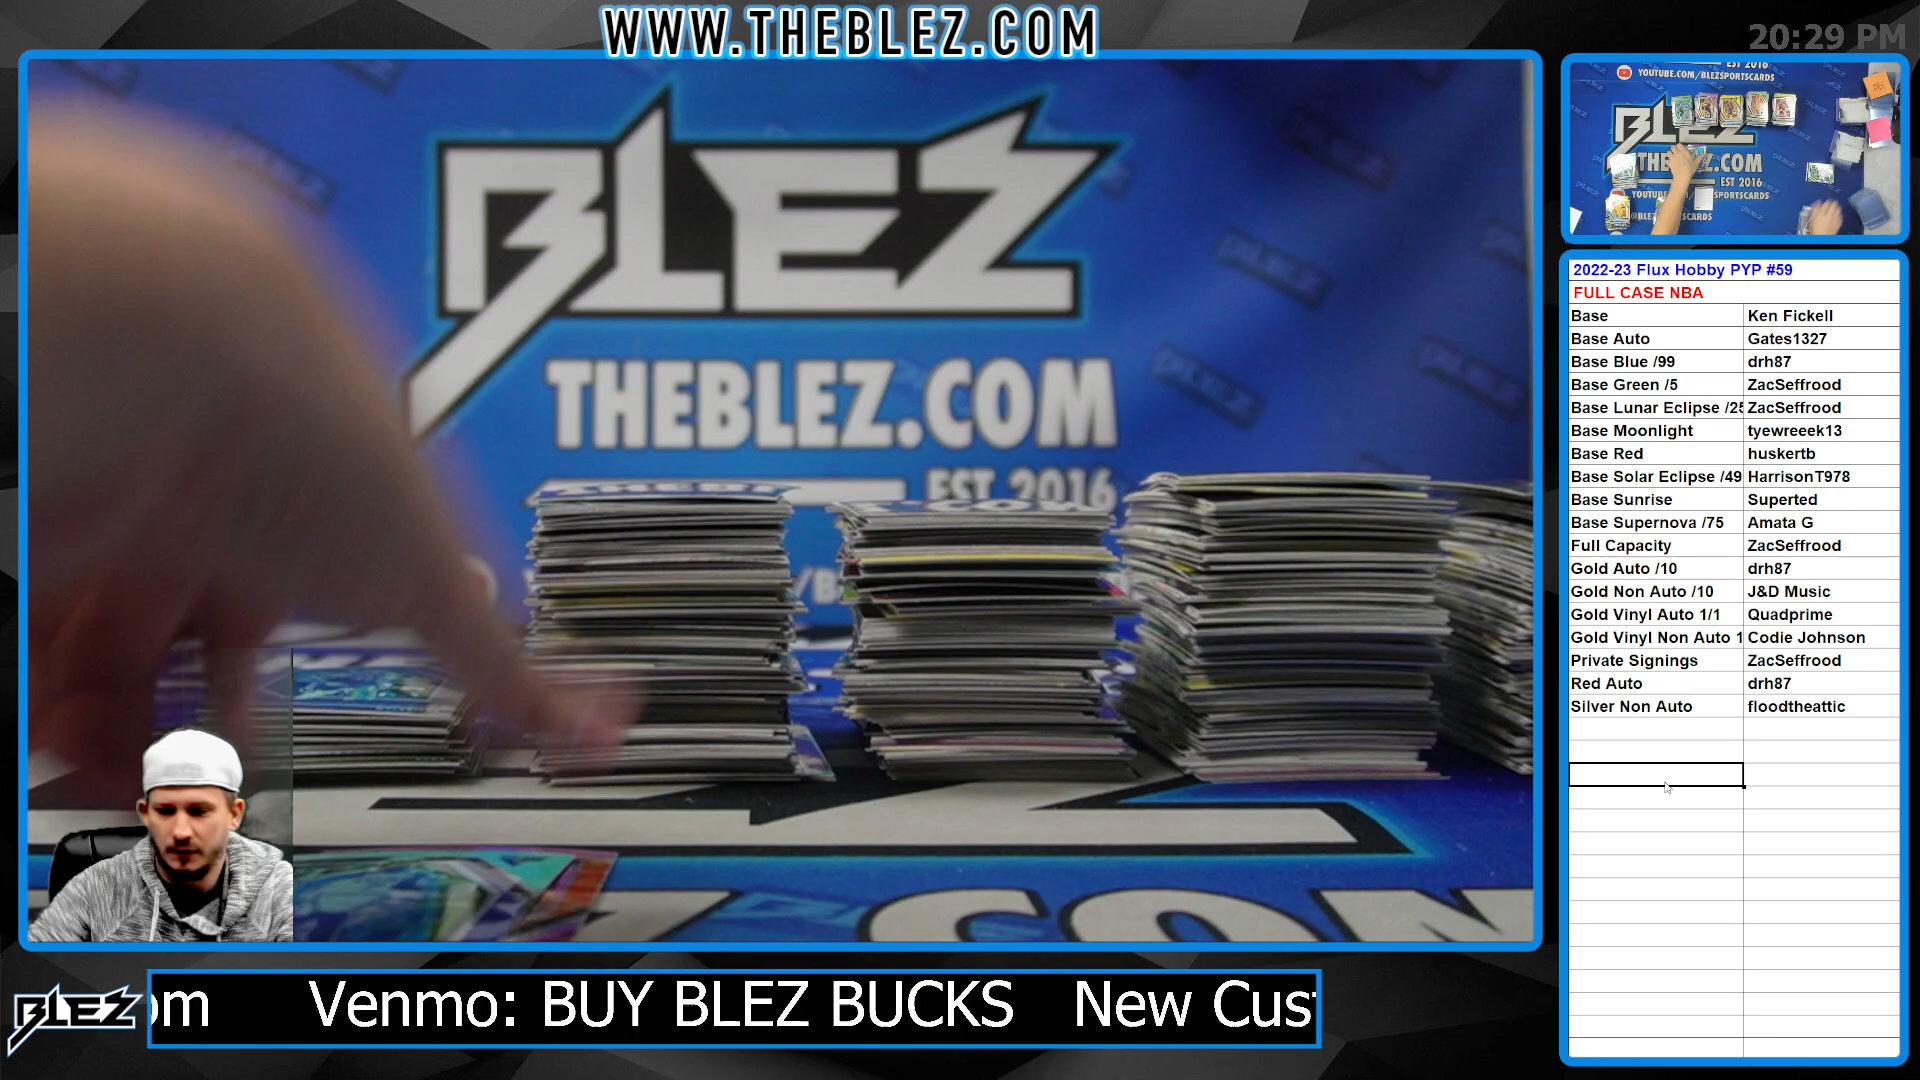 WWW.THEBLEZ.COM
20:29 PM
BLEZ
THEBLEZ.COM
EST 2016
EST 2016
YOUTUBE.COM/BLEZSPORTSCARDS
BLEZ
EST 2016
2022-23 Flux Hobby PYP #59
FULL CASE NBA
Base Ken Fickell
Base Auto Gates1327
Base Blue /99 drh87
Base Green /5 ZacSeffrood
Base Lunar Eclipse /25 ZacSeffrood
Base Moonlight tyewreeek13
Base Red huskertb
Base Solar Eclipse /49 HarrisonT978
Base Sunrise Superted
Base Supernova /75 Amata G
Full Capacity ZacSeffrood
Gold Auto /10 drh87
Gold Non Auto /10 J&D Music
Gold Vinyl Auto 1/1 Quadprime
Gold Vinyl Non Auto 1 Codie Johnson
Private Signings ZacSeffrood
Red Auto drh87
Silver Non Auto floodtheattic
BLEZ
om Venmo: BUY BLEZ BUCKS New Cus